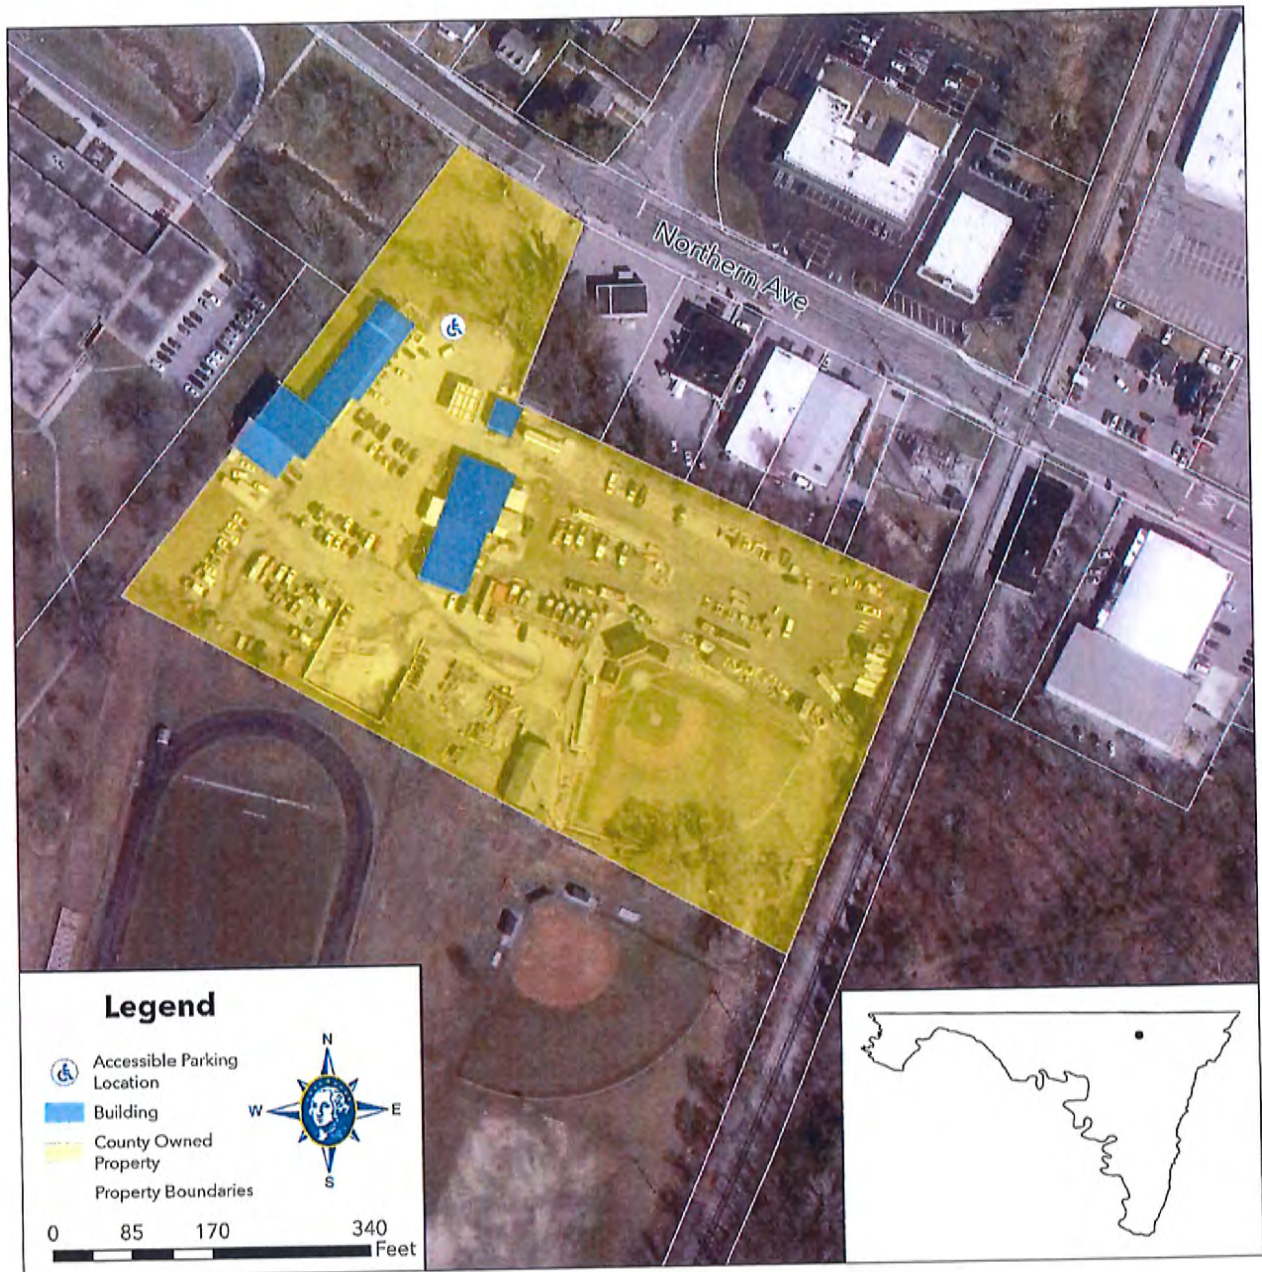 Northern Ave
Legend
Accessible Parking
Location
Building
County Owned
Property
Property Boundaries
N
W
E
S
0 85 170 340
Feet